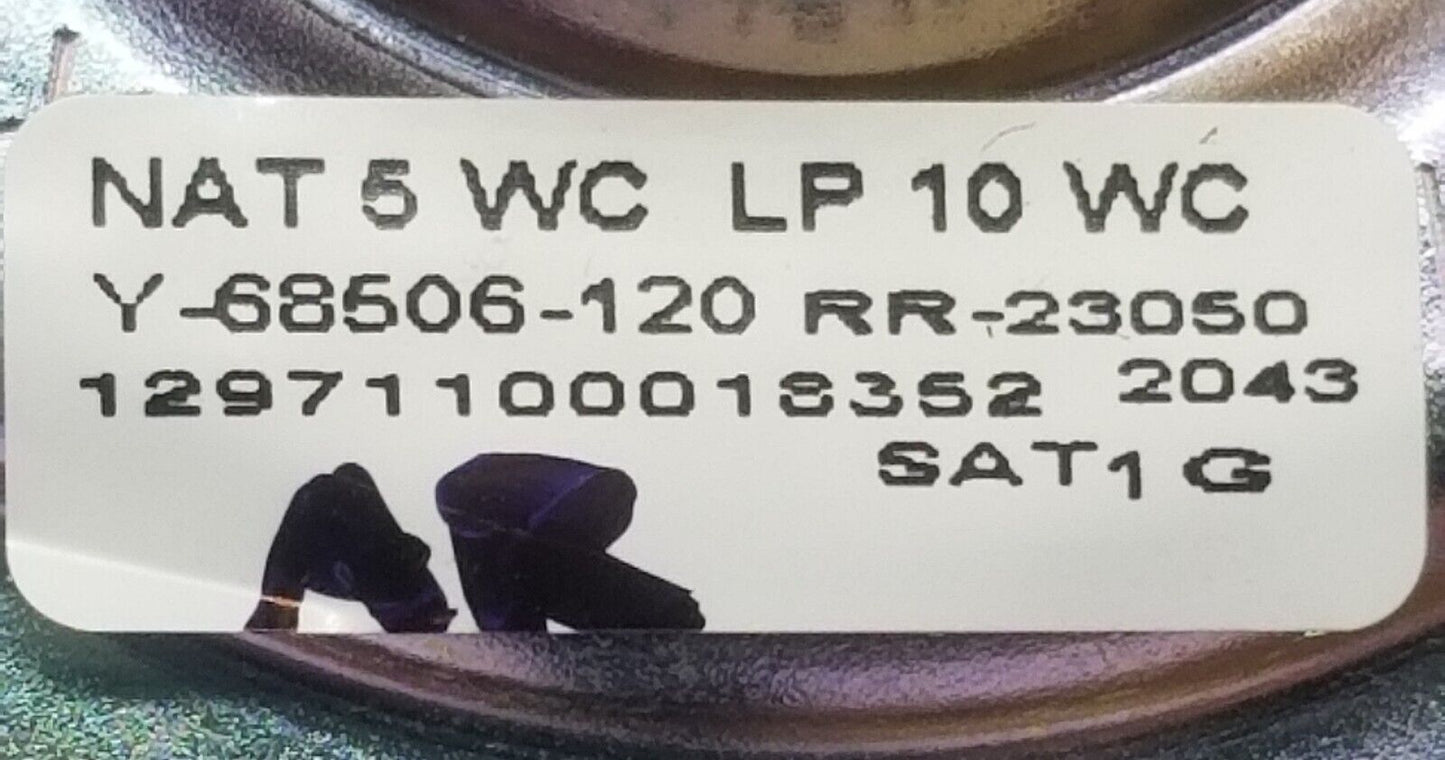 NAT 5 WC LP 10 WC
Y-68506-120 RR-23050
12971100018352 2043
SAT1 G